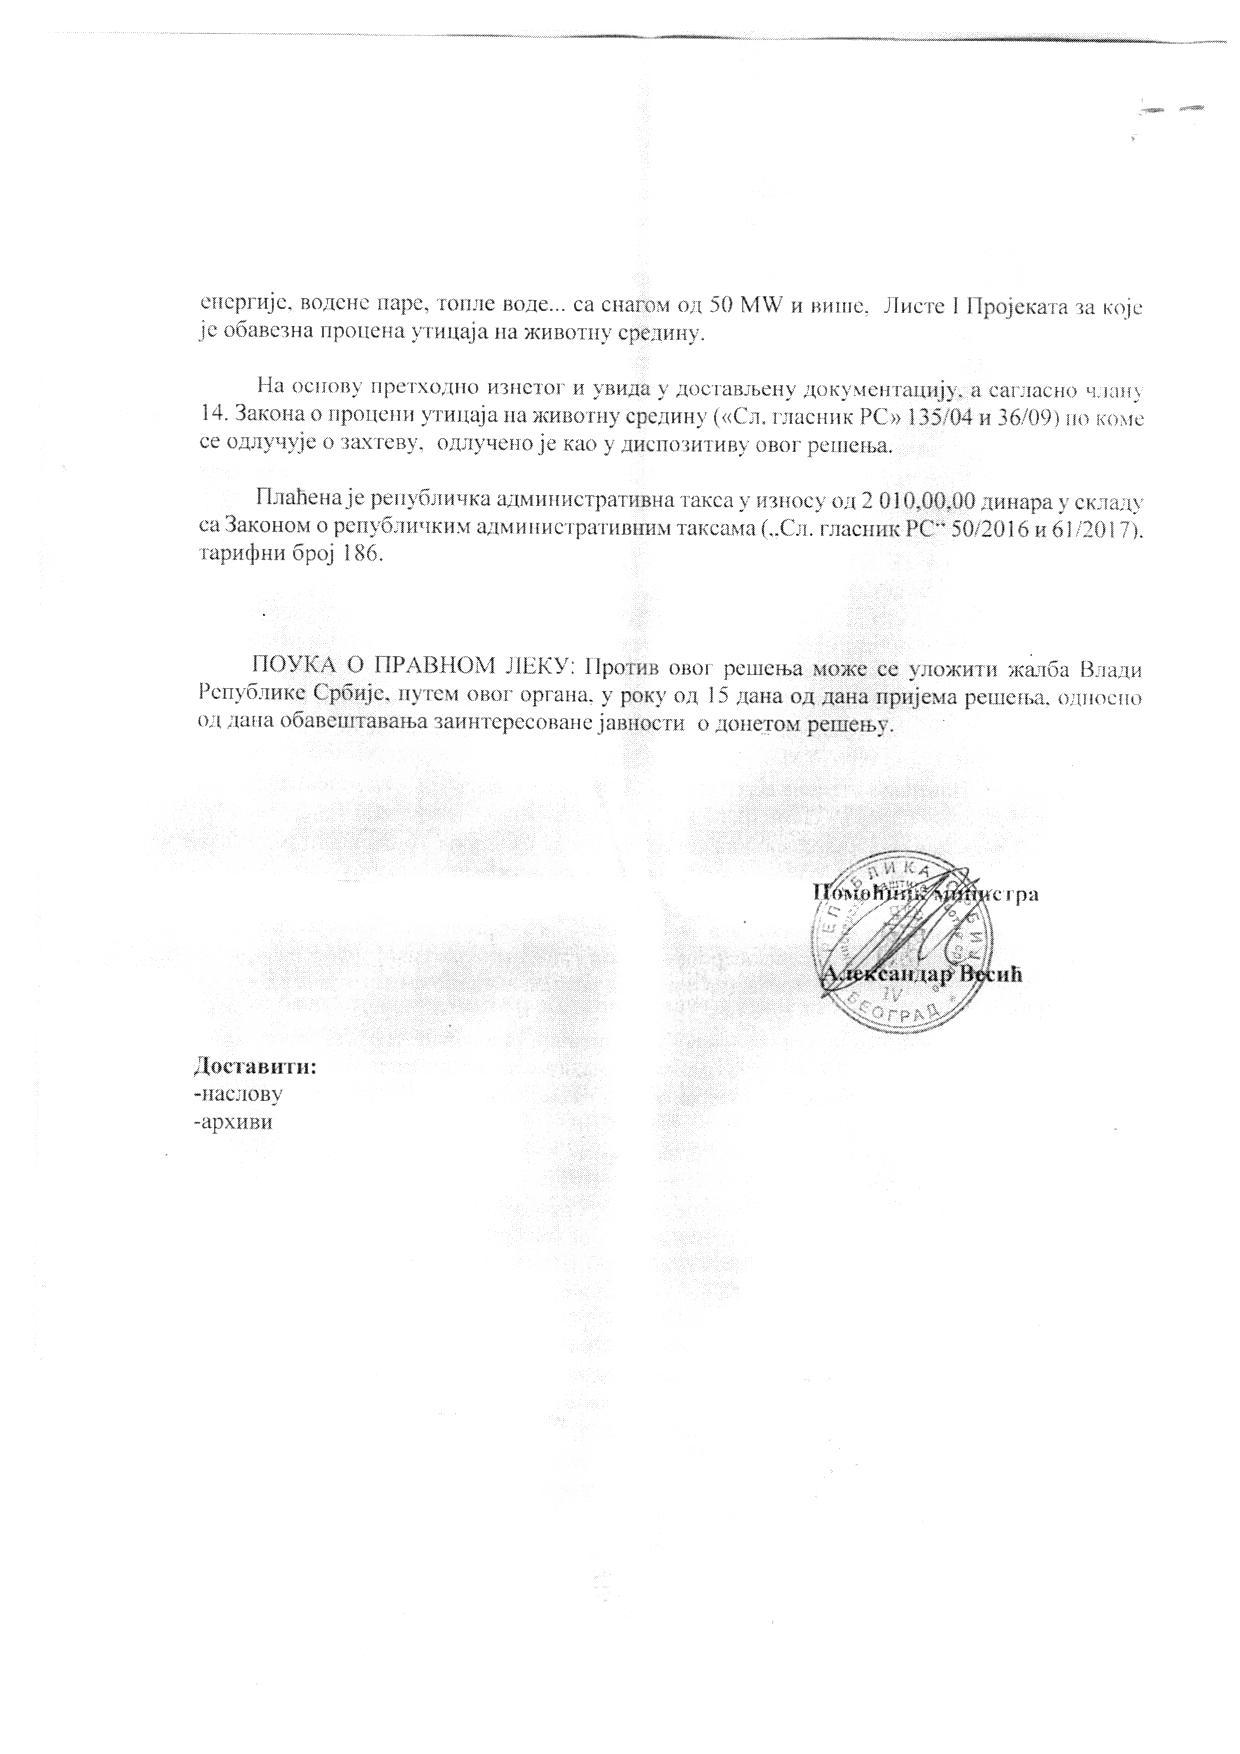 енергије, водене паре, топле воде... са снагом од 50 MW и више, Листе I Пројеката за које
је обавезна процена утицаја на животну средину.
На основу претходно изнетог и увида у достављену документацију, а сагласно члану
14. Закона о процени утицаја на животну средину («Сл. гласник РС» 135/04 и 36/09) по коме
се одлучује о захтеву, одлучено је као у диспозитиву овог решења.
Плаћена је републичка административна такса у износу од 2 010,00,00 динара у складу
са Законом о републичким административним таксама („Сл. гласник РС“ 50/2016 и 61/2017).
тарифни број 186.
ПОУКА О ПРАВНОМ ЛЕКУ: Против овог решења може се уложити жалба Влади
Републике Србије, путем овог органа, у року од 15 дана од дана пријема решења, односно
од дана обавештавања заинтересоване јавности о донетом решењу.
РЕПУБЛИКА СРБИЈА
Помоћник министра
Александар Весић
IV
БЕОГРАД
Доставити:
-наслову
-архиви